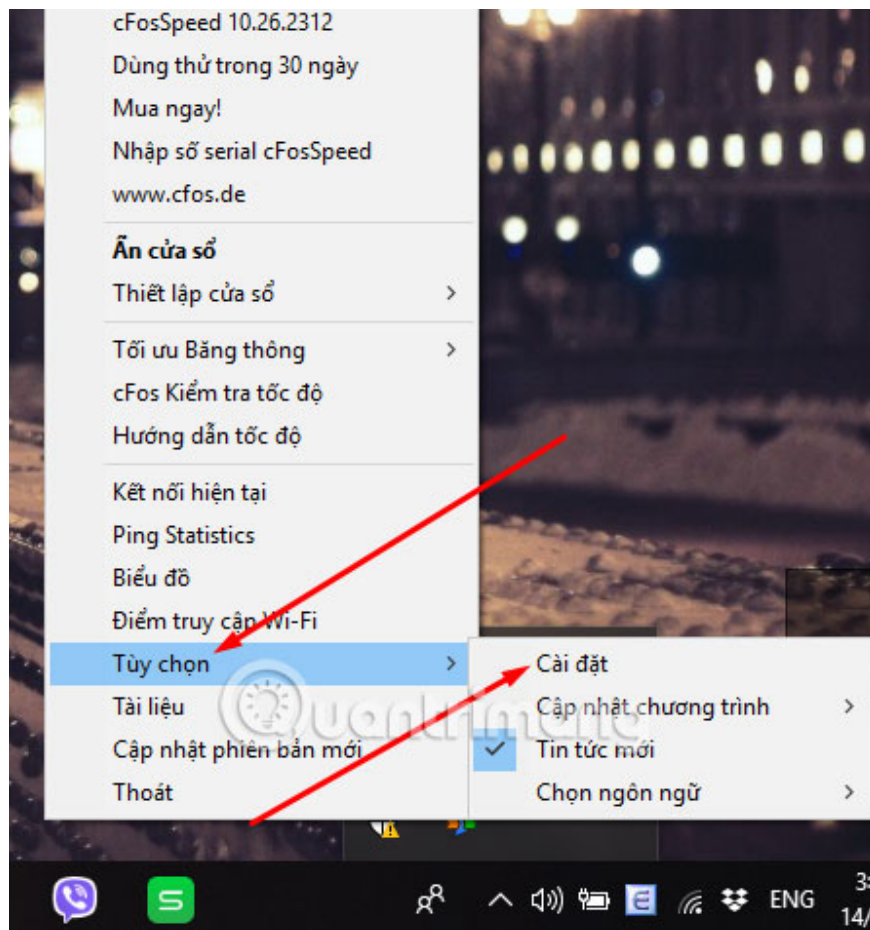 cFosSpeed 10.26.2312
Dùng thử trong 30 ngày
Mua ngay!
Nhập số serial cFosSpeed
www.cfos.de
Ẩn cửa sổ
Thiết lập cửa sổ
Tối ưu Băng thông
cFos Kiểm tra tốc độ
Hướng dẫn tốc độ
Kết nối hiện tại
Ping Statistics
Biểu đồ
Điểm truy cập Wi-Fi
Tùy chọn
Tài liệu
Cập nhật phiên bản mới
Thoát
Cài đặt
Cập nhật chương trình
Tin tức mới
Chọn ngôn ngữ
Quantrimang
ENG
3:
14/